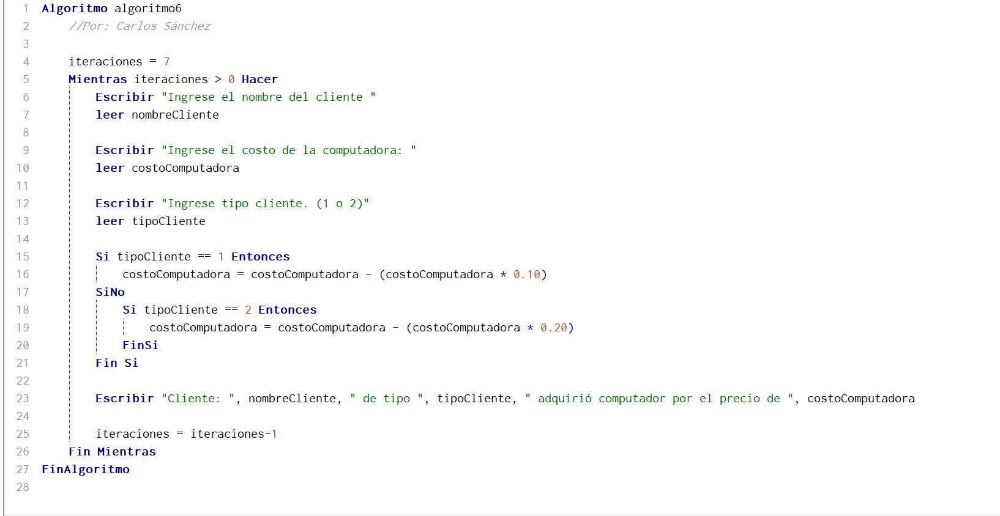 1 Algoritmo algoritmo6
2 //Por: Carlos Sánchez
3
4 iteraciones = 7
5 Mientras iteraciones > 0 Hacer
6 Escribir "Ingrese el nombre del cliente "
7 leer nombreCliente
8
9 Escribir "Ingrese el costo de la computadora: "
10 leer costoComputadora
11
12 Escribir "Ingrese tipo cliente. (1 o 2)"
13 leer tipoCliente
14
15 Si tipoCliente == 1 Entonces
16 costoComputadora = costoComputadora - (costoComputadora * 0.10)
17 SiNo
18 Si tipoCliente == 2 Entonces
19 costoComputadora = costoComputadora - (costoComputadora * 0.20)
20 FinSi
21 Fin Si
22
23 Escribir "Cliente: ", nombreCliente, " de tipo ", tipoCliente, " adquirió computador por el precio de ", costoComputadora
24
25 iteraciones = iteraciones-1
26 Fin Mientras
27 FinAlgoritmo
28